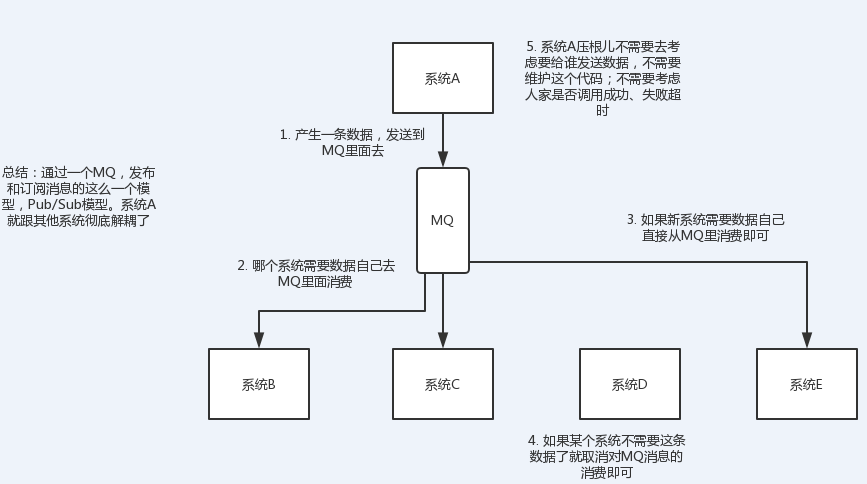 5. 系统A压根儿不需要去考
虑要给谁发送数据，不需要
维护这个代码；不需要考虑
人家是否调用成功、失败超
时
系统A
1. 产生一条数据，发送到
MQ里面去
总结：通过一个MQ，发布
和订阅消息的这么一个模
型，Pub/Sub模型。系统A
就跟其他系统彻底解耦了
MQ
3. 如果新系统需要数据自己
直接从MQ里消费即可
2. 哪个系统需要数据自己去
MQ里面消费
系统B
系统C
系统D
系统E
4. 如果某个系统不需要这条
数据了就取消对MQ消息的
消费即可